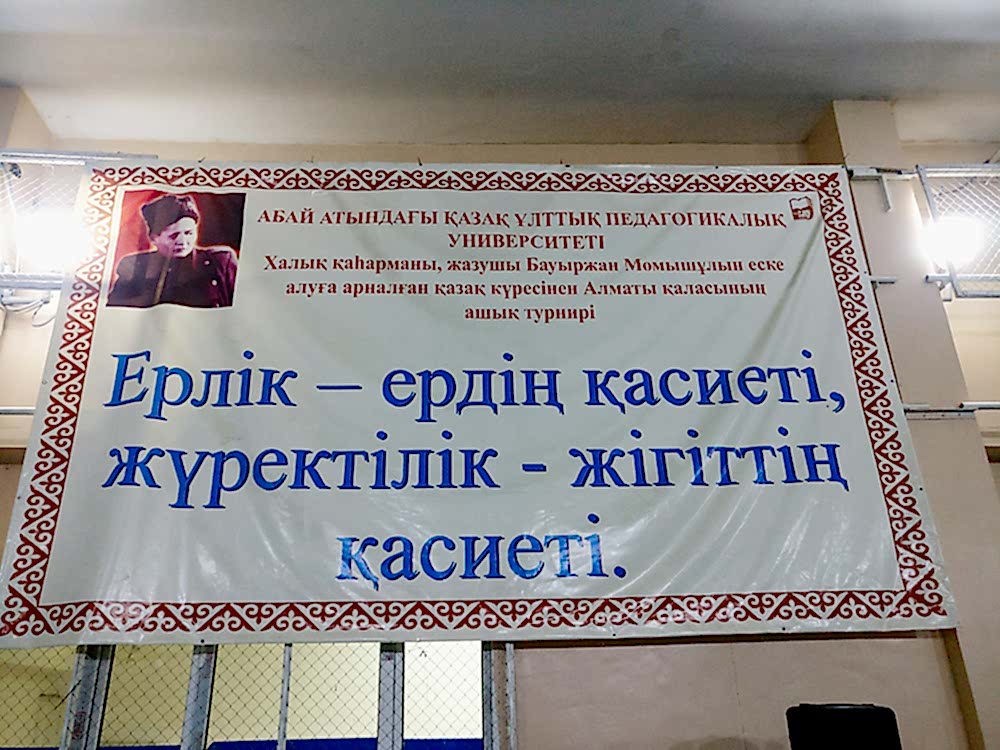 АБАЙ АТЫНДАҒЫ ҚАЗАҚ ҰЛТТЫҚ ПЕДАГОГИКАЛЫҚ
УНИВЕРСИТЕТІ
Халық қаһарманы, жазушы Бауыржан Момышұлын еске
алуға арналған қазақ күресінен Алматы қаласының
ашық турнирі
Ерлік – ердің қасиеті,
жүректілік - жігіттің
қасиеті.